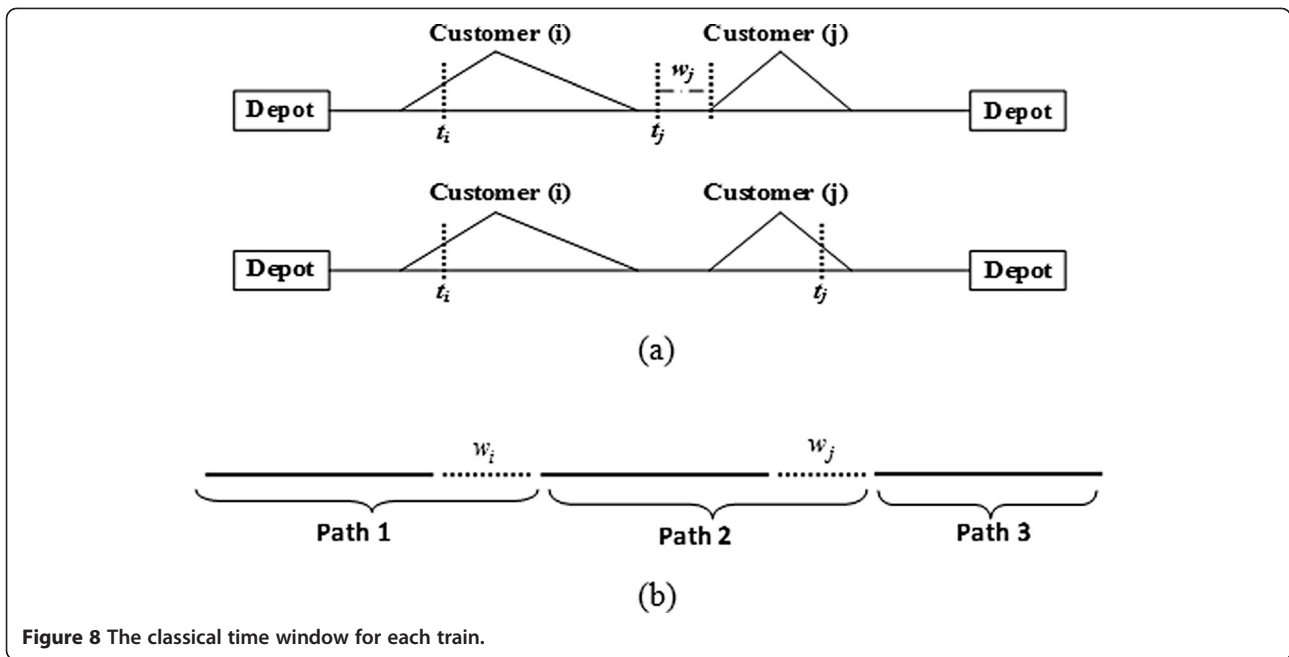 Customer (i) Customer (j)
w_j
Depot Depot
t_i t_j
Customer (i) Customer (j)
Depot Depot
t_i t_j
(a)
w_i w_j
Path 1 Path 2 Path 3
(b)
Figure 8 The classical time window for each train.